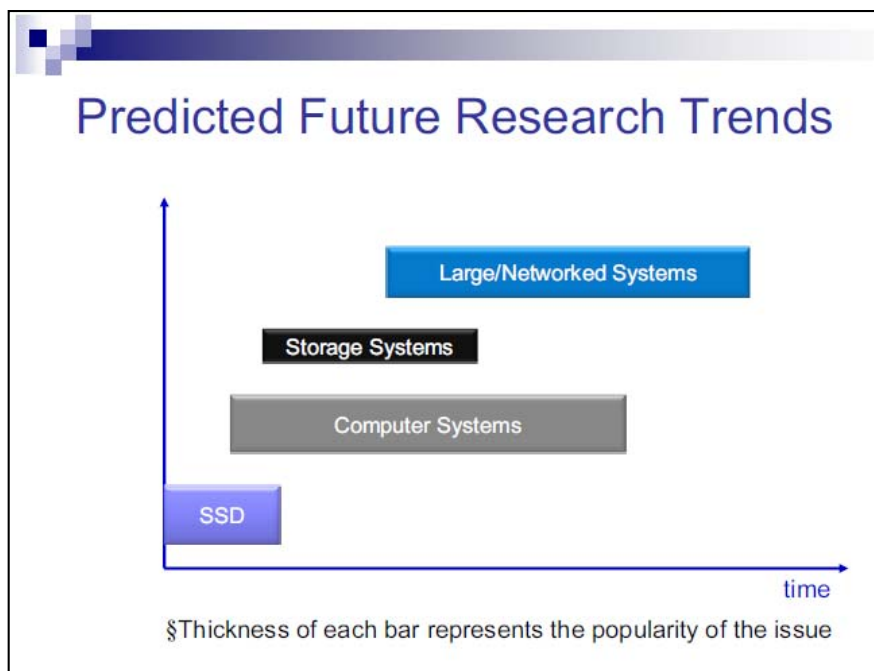 Predicted Future Research Trends
Large/Networked Systems
Storage Systems
Computer Systems
SSD
time
§Thickness of each bar represents the popularity of the issue